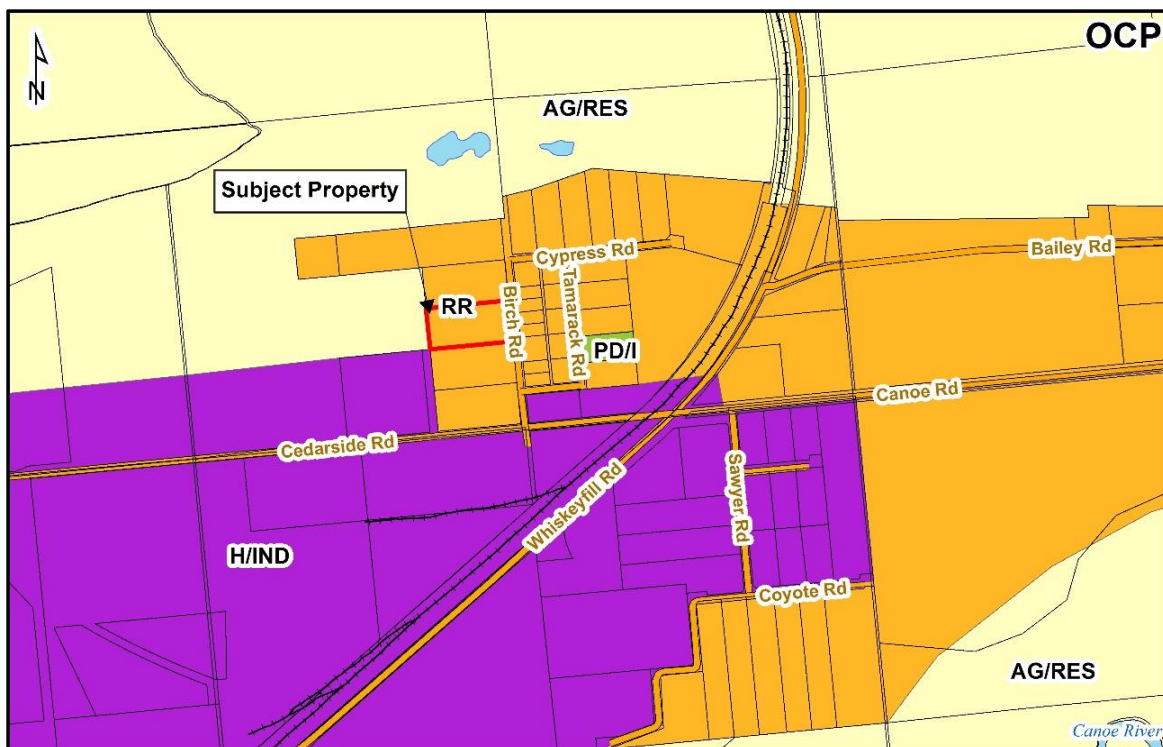 OCP
N
AG/RES
Subject Property
Cypress Rd
Bailey Rd
RR
Birch Rd
Tamarack Rd
PD/I
Canoe Rd
Cedarside Rd
Whiskeyfill Rd
Sawyer Rd
H/IND
Coyote Rd
AG/RES
Canoe River